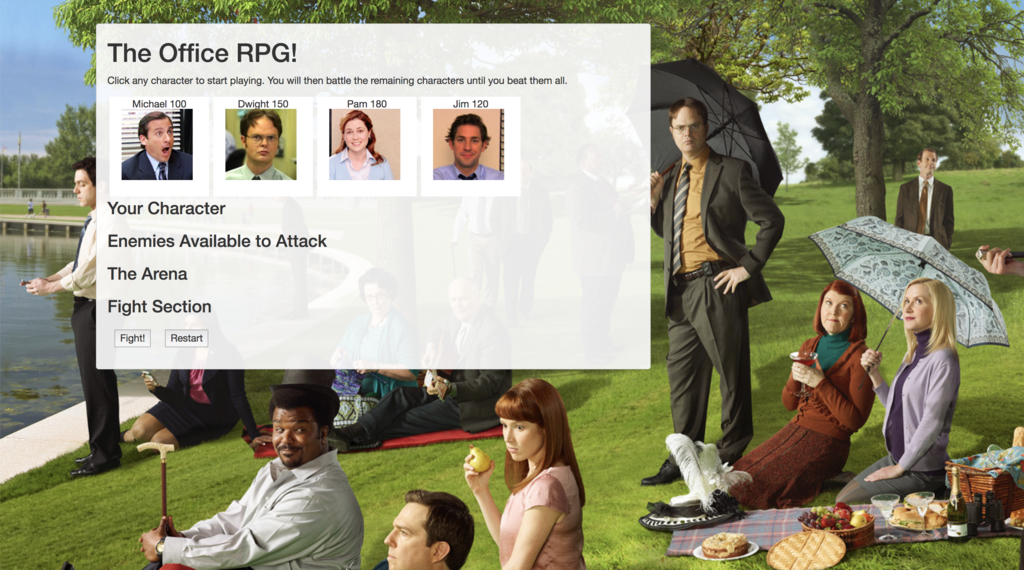 The Office RPG!
Click any character to start playing. You will then battle the remaining characters until you beat them all.
Michael 100
Dwight 150
Pam 180
Jim 120
Your Character
Enemies Available to Attack
The Arena
Fight Section
Fight!
Restart